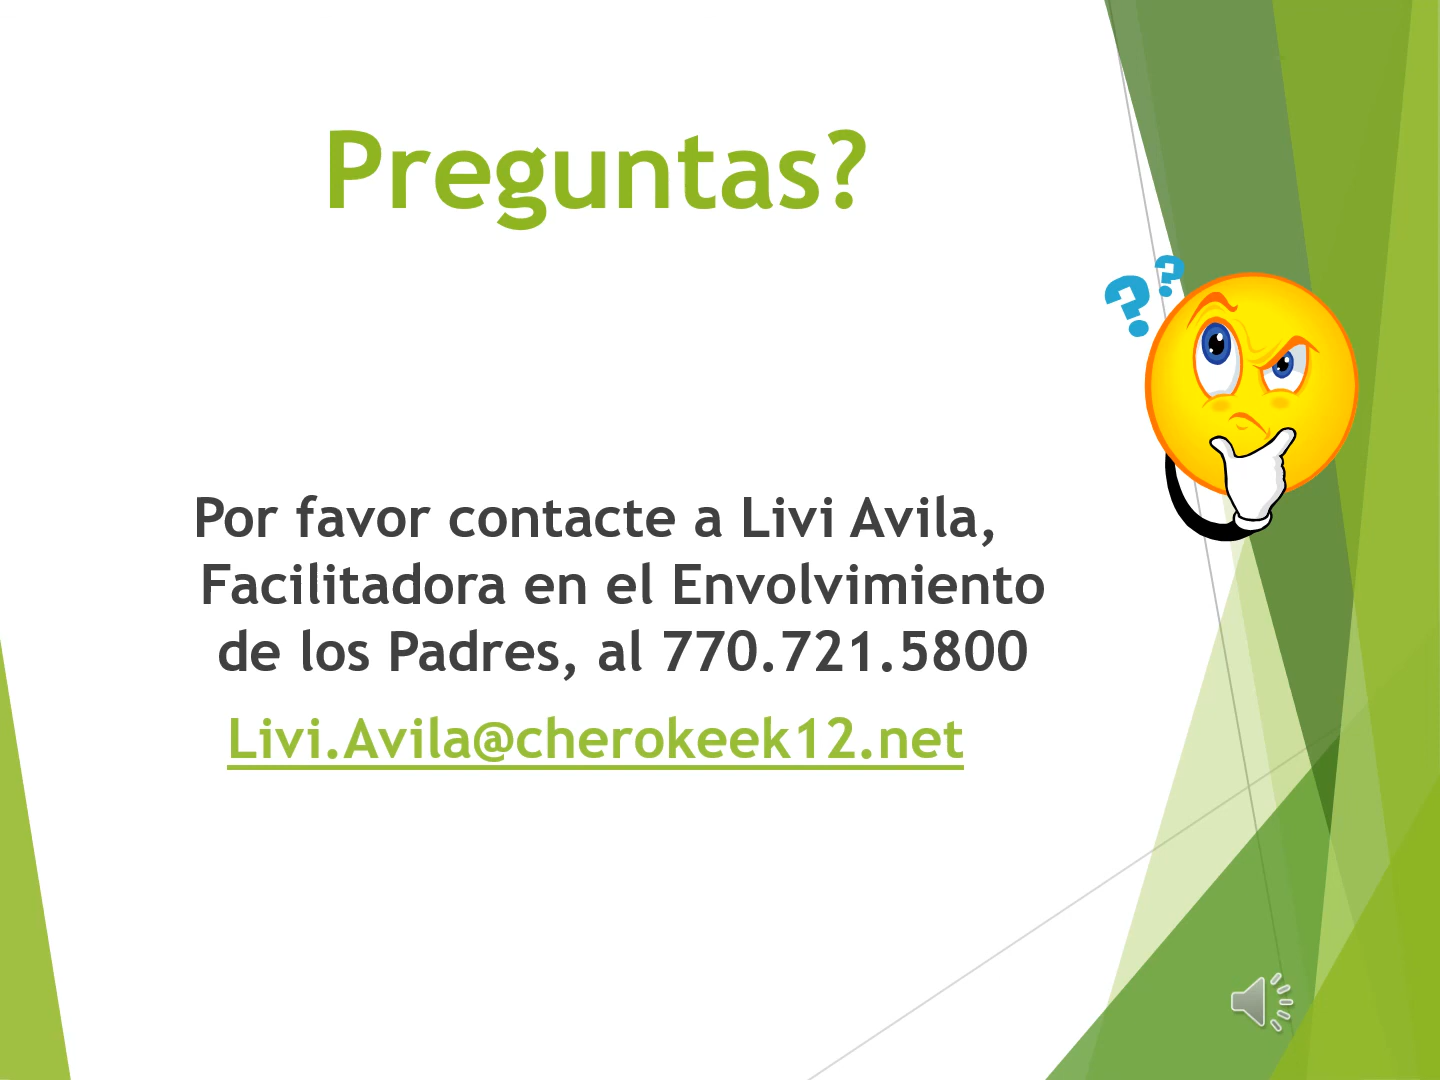 Preguntas?
? ?
Por favor contacte a Livi Avila,
Facilitadora en el Envolvimiento
de los Padres, al 770.721.5800
Livi.Avila@cherokeek12.net